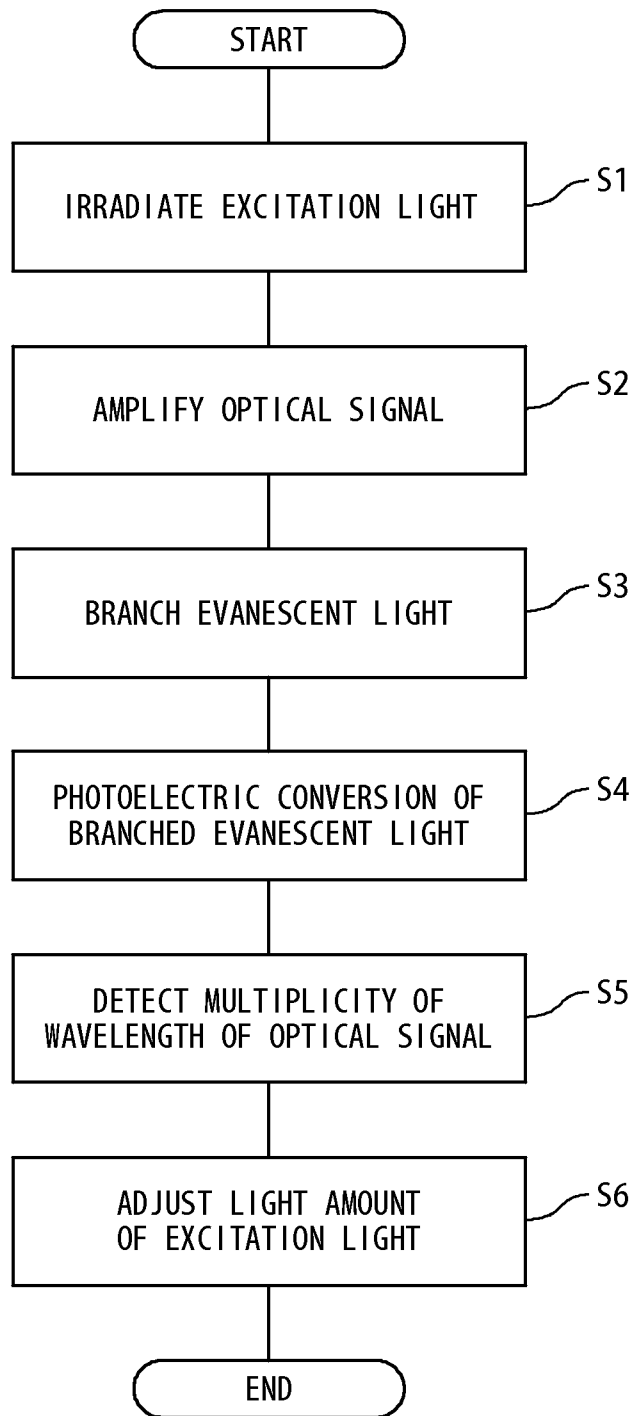 START
IRRADIATE EXCITATION LIGHT
S1
AMPLIFY OPTICAL SIGNAL
S2
BRANCH EVANESCENT LIGHT
S3
PHOTOELECTRIC CONVERSION OF
BRANCHED EVANESCENT LIGHT
S4
DETECT MULTIPLICITY OF
WAVELENGTH OF OPTICAL SIGNAL
S5
ADJUST LIGHT AMOUNT
OF EXCITATION LIGHT
S6
END